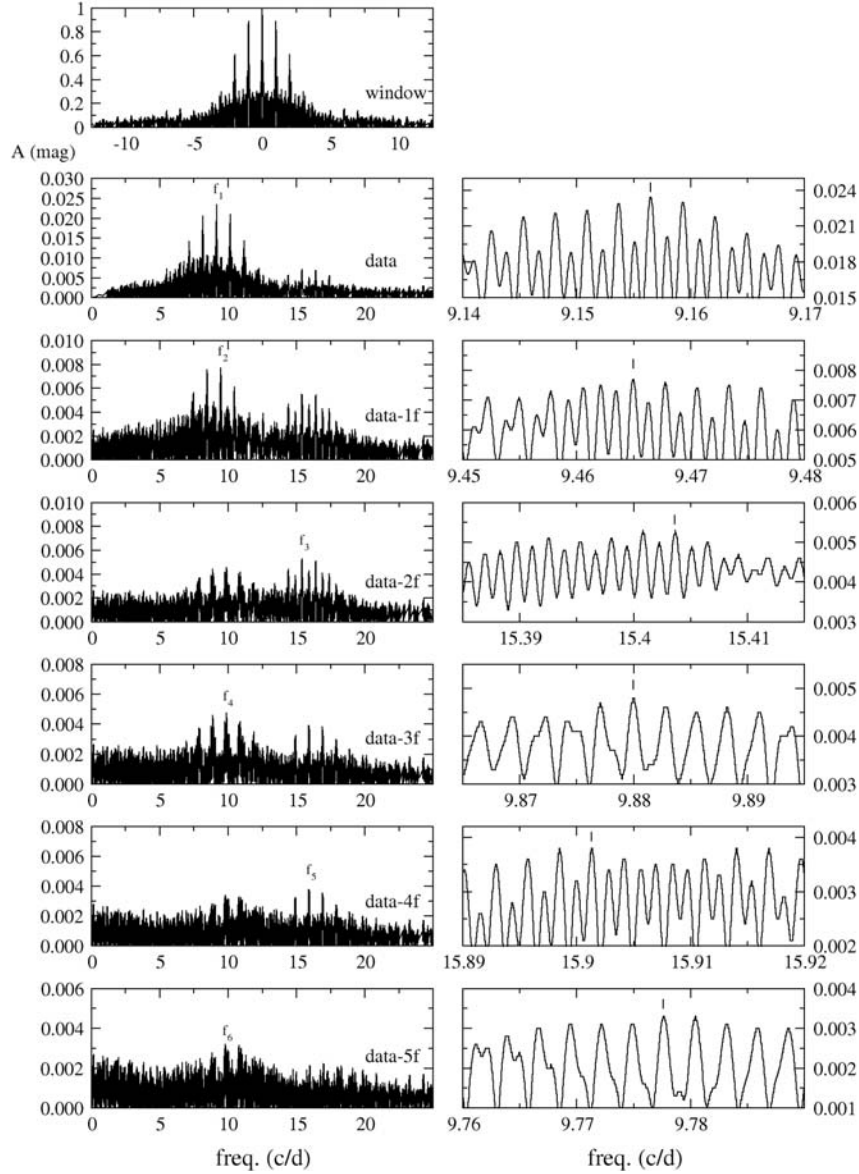 1
0.8
0.6
0.4
0.2
0
window
-10 -5 0 5 10
A (mag)
0.030
0.025
0.020
0.015
0.010
0.005
0.000
f1
data
0 5 10 15 20
0.024
0.021
0.018
0.015
9.14 9.15 9.16 9.17
0.010
0.008
0.006
0.004
0.002
0.000
f2
data-1f
0 5 10 15 20
0.008
0.007
0.006
0.005
9.45 9.46 9.47 9.48
0.010
0.008
0.006
0.004
0.002
0.000
f3
data-2f
0 5 10 15 20
0.006
0.005
0.004
0.003
15.39 15.4 15.41
0.008
0.006
0.004
0.002
0.000
f4
data-3f
0 5 10 15 20
0.005
0.004
0.003
9.87 9.88 9.89
0.008
0.006
0.004
0.002
0.000
f5
data-4f
0 5 10 15 20
0.004
0.003
0.002
15.89 15.9 15.91 15.92
0.006
0.004
0.002
0.000
f6
data-5f
0 5 10 15 20
0.004
0.003
0.002
0.001
9.76 9.77 9.78
freq. (c/d) freq. (c/d)